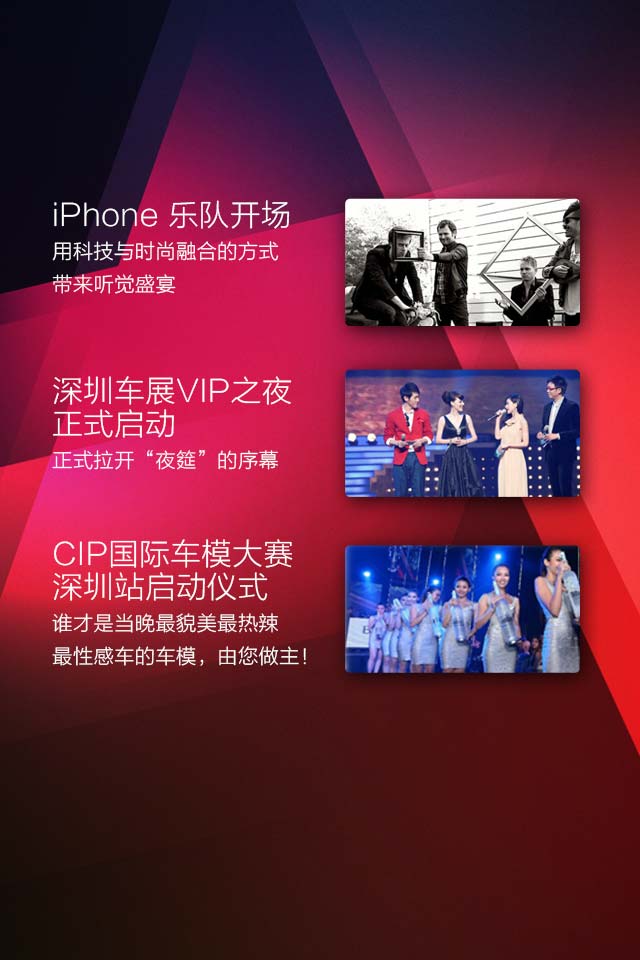 iPhone 乐队开场
用科技与时尚融合的方式
带来听觉盛宴
深圳车展VIP之夜
正式启动
正式拉开“夜筵”的序幕
CIP国际车模大赛
深圳站启动仪式
谁才是当晚最貌美最热辣
最性感车的车模，由您做主！